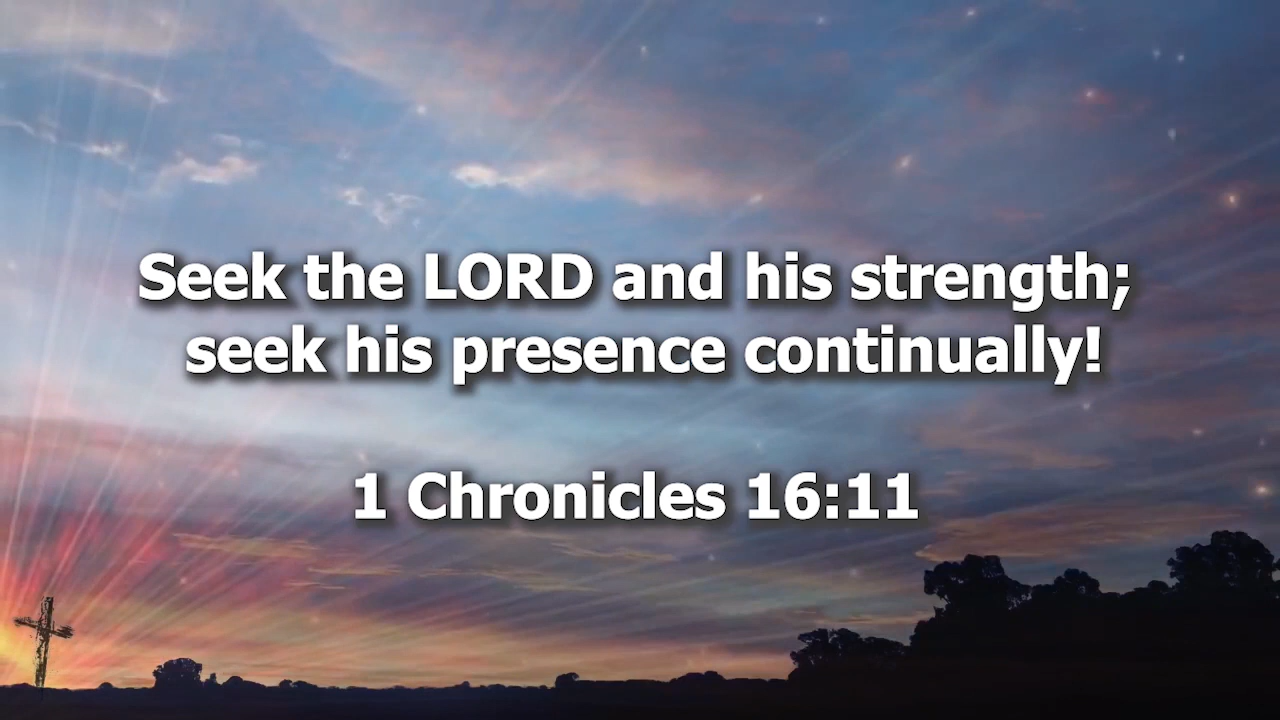 Seek the LORD and his strength;
seek his presence continually!
1 Chronicles 16:11